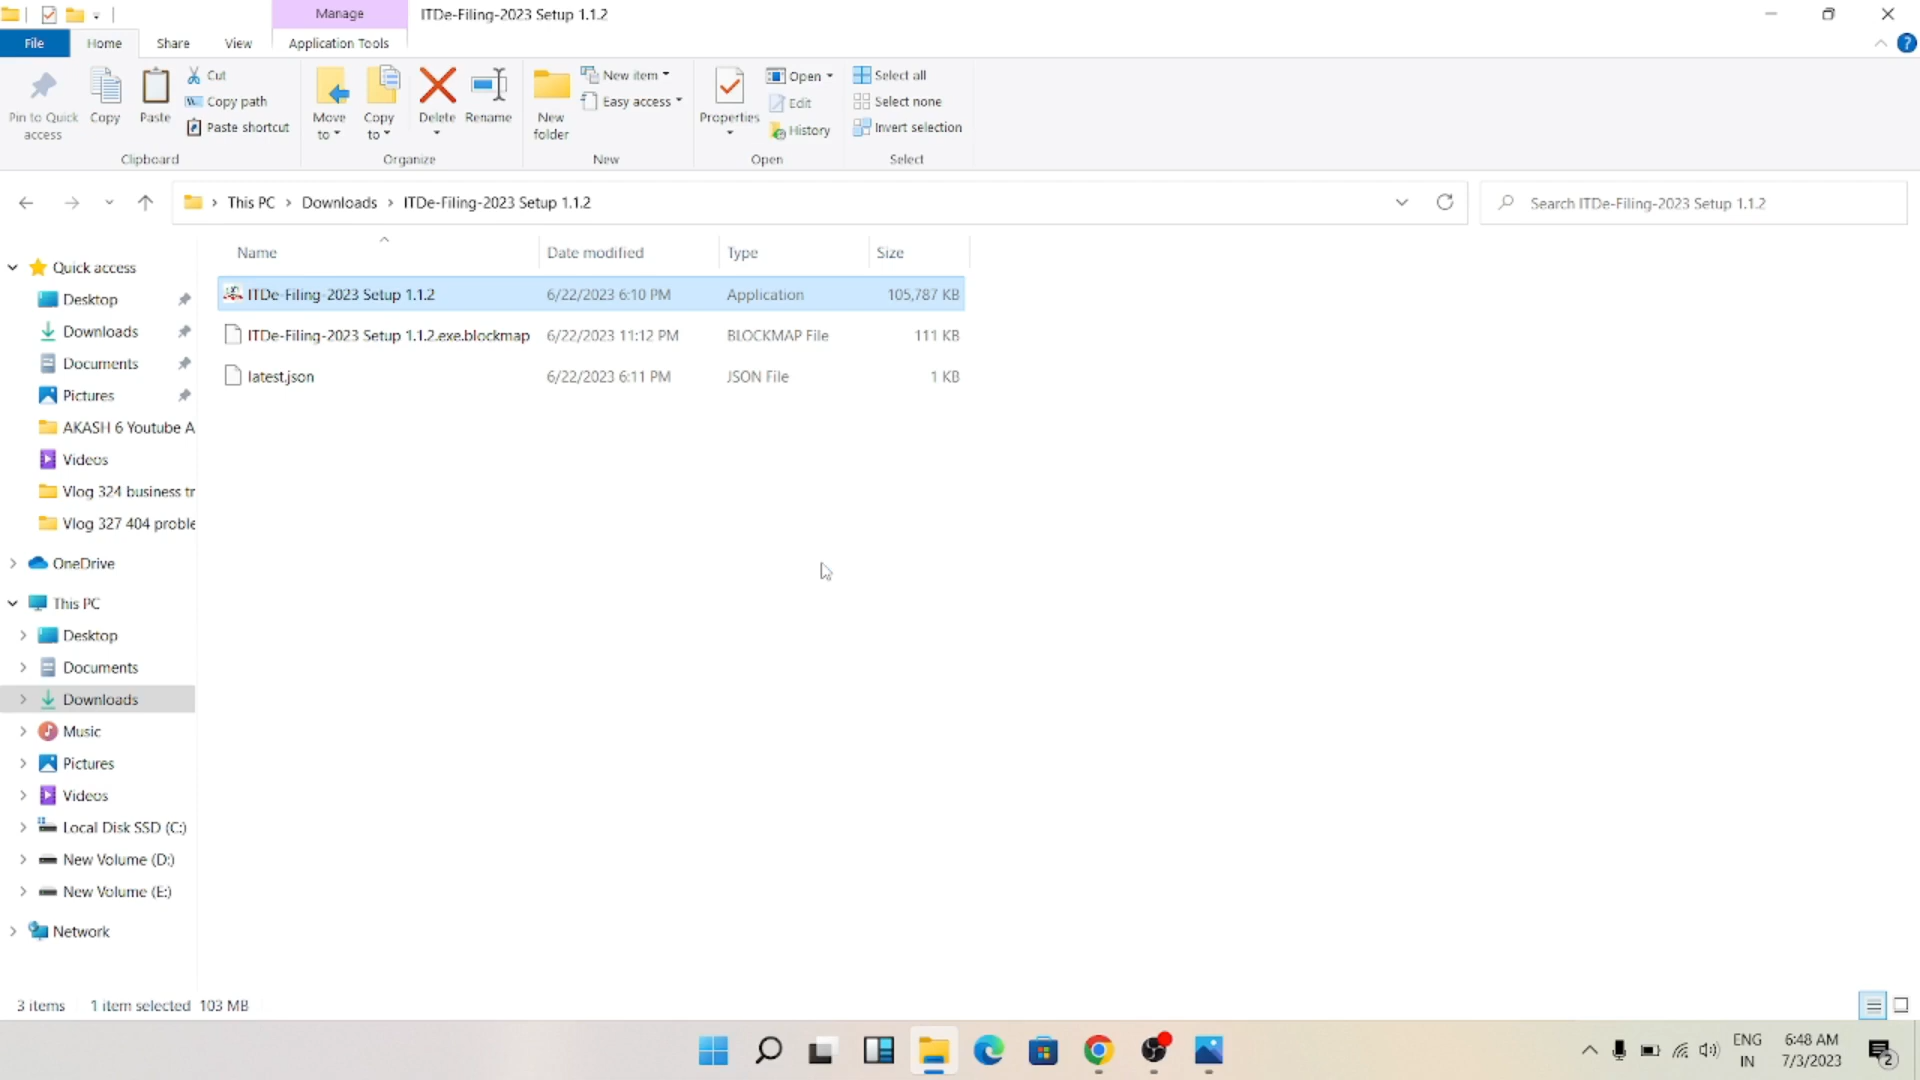 Manage
ITDe-Filing-2023 Setup 1.1.2
File
Home
Share
View
Application Tools
Pin to Quick
access
Copy
Paste
Cut
Copy path
Paste shortcut
Clipboard
Move
to
Copy
to
Delete
Rename
Organize
New
folder
New item
Easy access
New
Properties
Open
Edit
History
Open
Select all
Select none
Invert selection
Select
This PC
Downloads
ITDe-Filing-2023 Setup 1.1.2
Search ITDe-Filing-2023 Setup 1.1.2
Name
Date modified
Type
Size
ITDe-Filing-2023 Setup 1.1.2
6/22/2023 6:10 PM
Application
105,787 KB
ITDe-Filing-2023 Setup 1.1.2.exe.blockmap
6/22/2023 11:12 PM
BLOCKMAP File
111 KB
latest.json
6/22/2023 6:11 PM
JSON File
1 KB
Quick access
Desktop
Downloads
Documents
Pictures
AKASH 6 Youtube A
Videos
Vlog 324 business tr
Vlog 327 404 proble
OneDrive
This PC
Desktop
Documents
Downloads
Music
Pictures
Videos
Local Disk SSD (C:)
New Volume (D:)
New Volume (E:)
Network
3 items
1 item selected 103 MB
ENG
IN
6:48 AM
7/3/2023
2